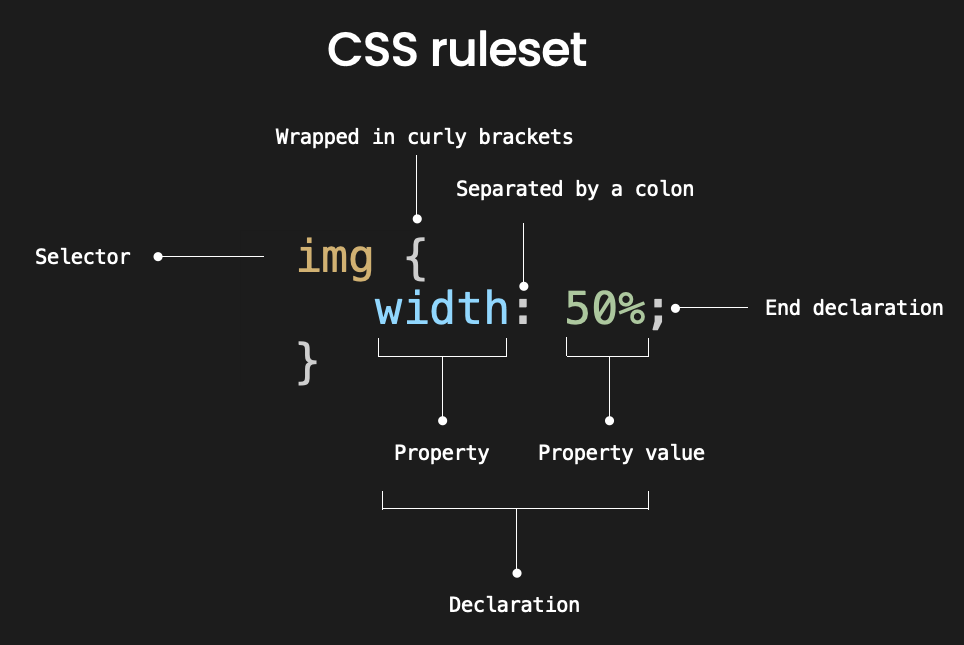 CSS ruleset
Wrapped in curly brackets
Separated by a colon
Selector
img {
width: 50%;
End declaration
}
Property
Property value
Declaration